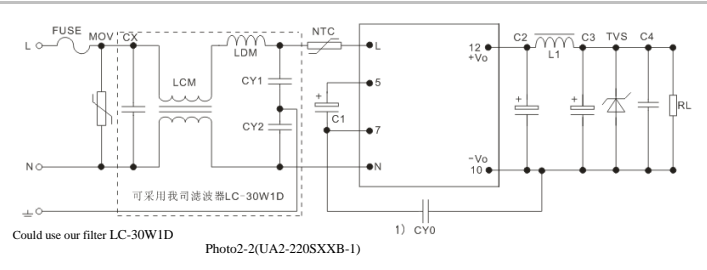 FUSE
MOV
CX
LCM
LDM
NTC
L
CY1
CY2
C1
L
5
7
N
12
+Vo
-Vo
10
C2
L1
C3
TVS
C4
RL
L
N
+
+
+
可采用我司滤波器LC-30W1D
1) CY0
Could use our filter LC-30W1D
Photo2-2(UA2-220SXXB-1)